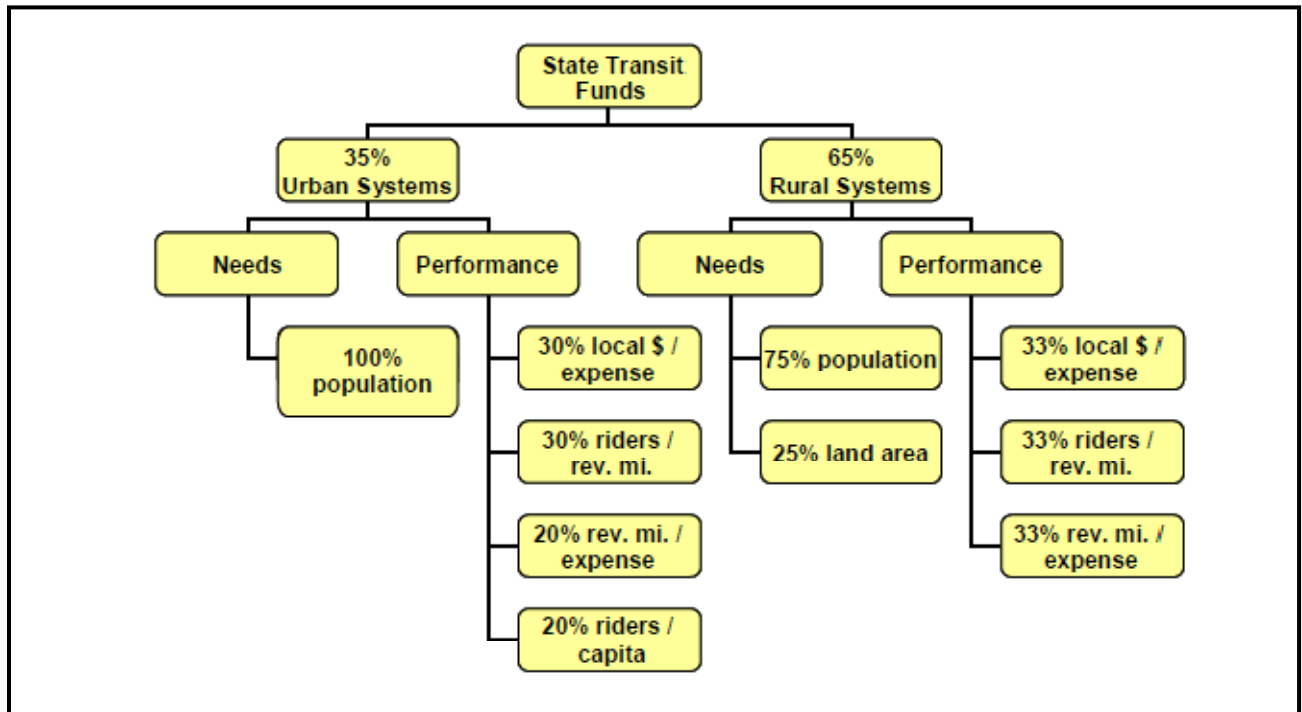 State Transit
Funds
35%
Urban Systems
65%
Rural Systems
Needs
Performance
Needs
Performance
100%
population
30% local $ /
expense
30% riders /
rev. mi.
20% rev. mi. /
expense
20% riders /
capita
75% population
25% land area
33% local $ /
expense
33% riders /
rev. mi.
33% rev. mi. /
expense